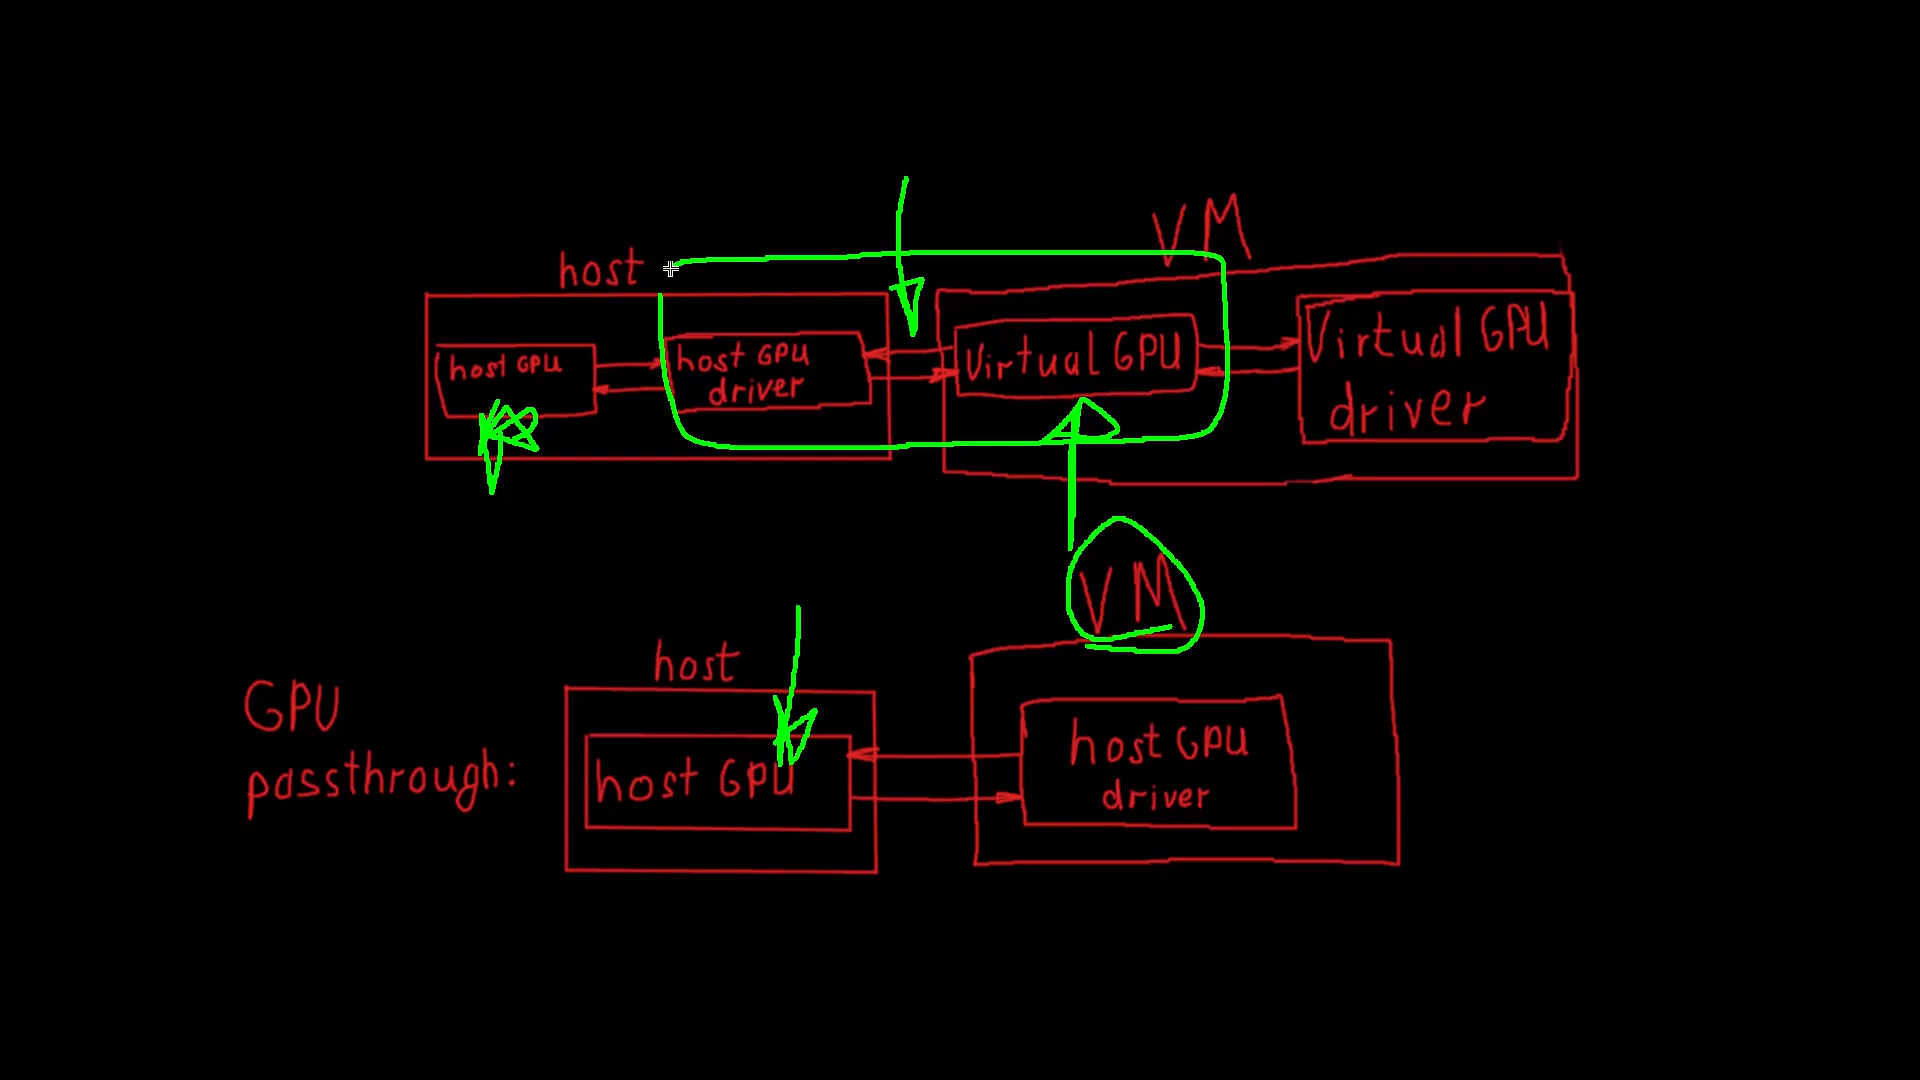 VM
host
host GPU
host GPU
driver
Virtual GPU
Virtual GPU
driver
VM
host
GPU
passthrough:
host GPU
host GPU
driver